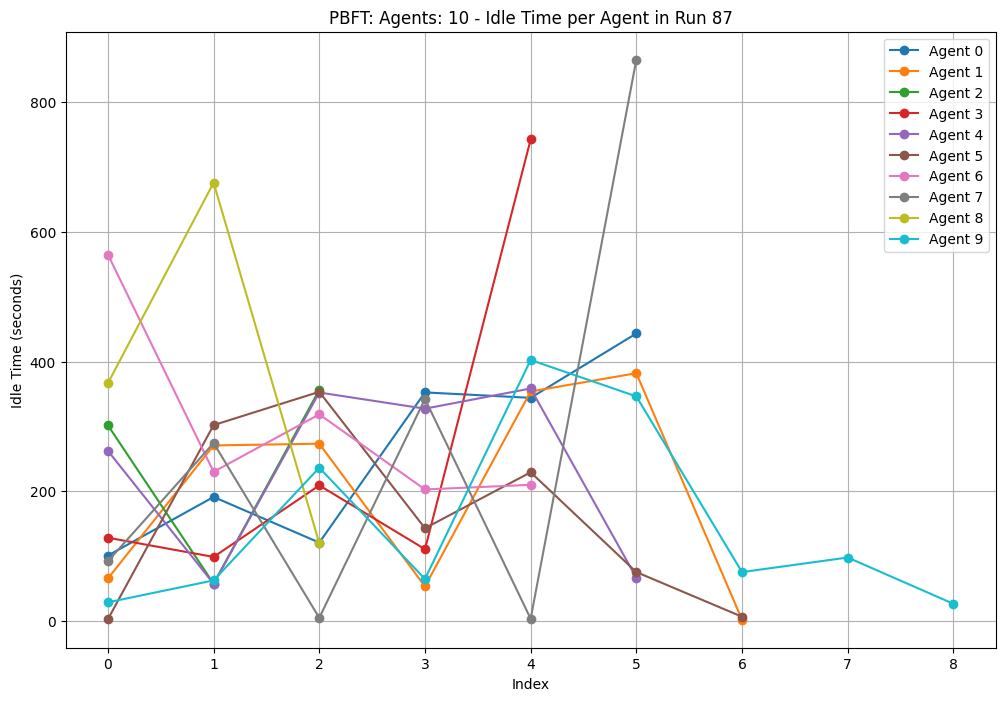 PBFT: Agents: 10 - Idle Time per Agent in Run 87
Idle Time (seconds)
800
600
400
200
0
0 1 2 3 4 5 6 7 8
Index
Agent 0
Agent 1
Agent 2
Agent 3
Agent 4
Agent 5
Agent 6
Agent 7
Agent 8
Agent 9